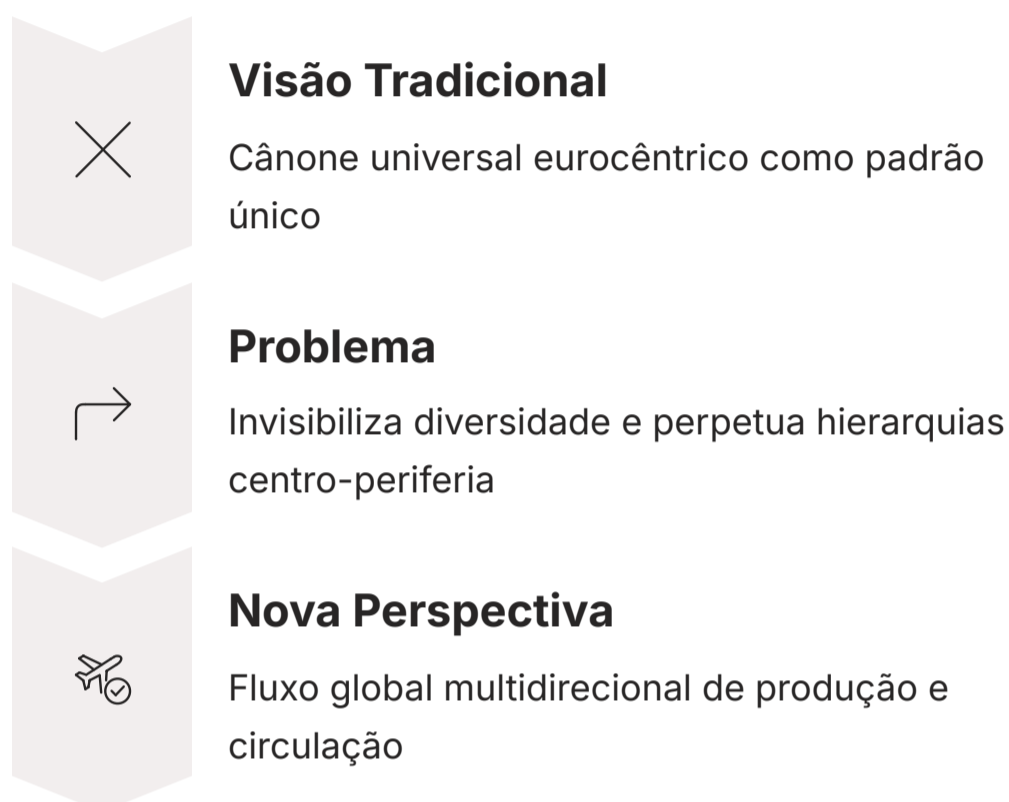 Visão Tradicional
Cânone universal eurocêntrico como padrão
único
Problema
Invisibiliza diversidade e perpetua hierarquias
centro-periferia
Nova Perspectiva
Fluxo global multidirecional de produção e
circulação